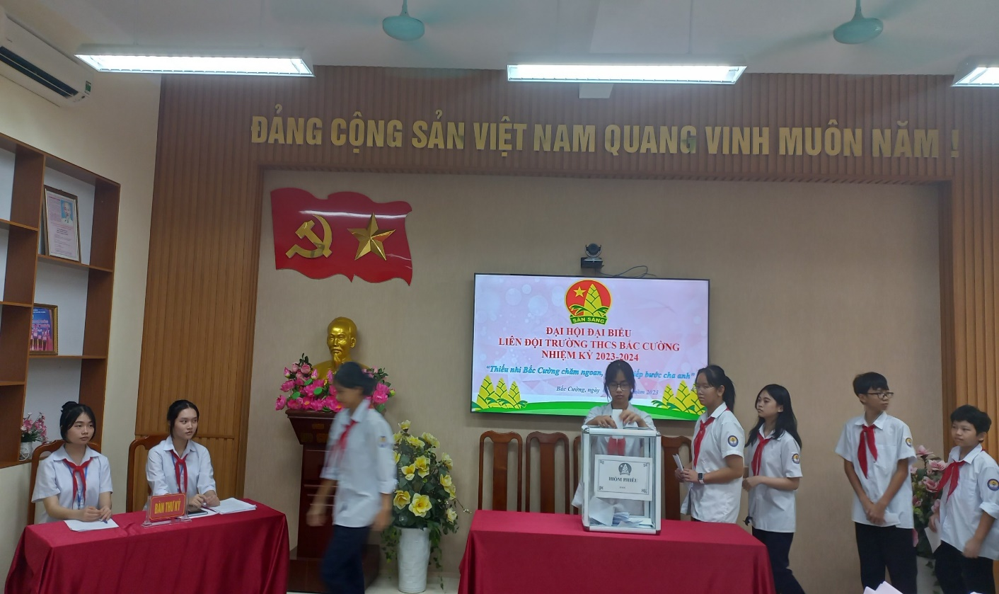 ĐẢNG CỘNG SẢN VIỆT NAM QUANG VINH MUÔN NĂM !
SẴN SÀNG
ĐẠI HỘI ĐẠI BIỂU
LIÊN ĐỘI TRƯỜNG THCS BẮC CƯỜNG
NHIỆM KỲ 2023-2024
“Thiếu nhi Bắc Cường chăm ngoan, tiếp bước cha anh”
Bắc Cường, ngày năm 2023
HÒM PHIẾU
BAN THƯ KÝ